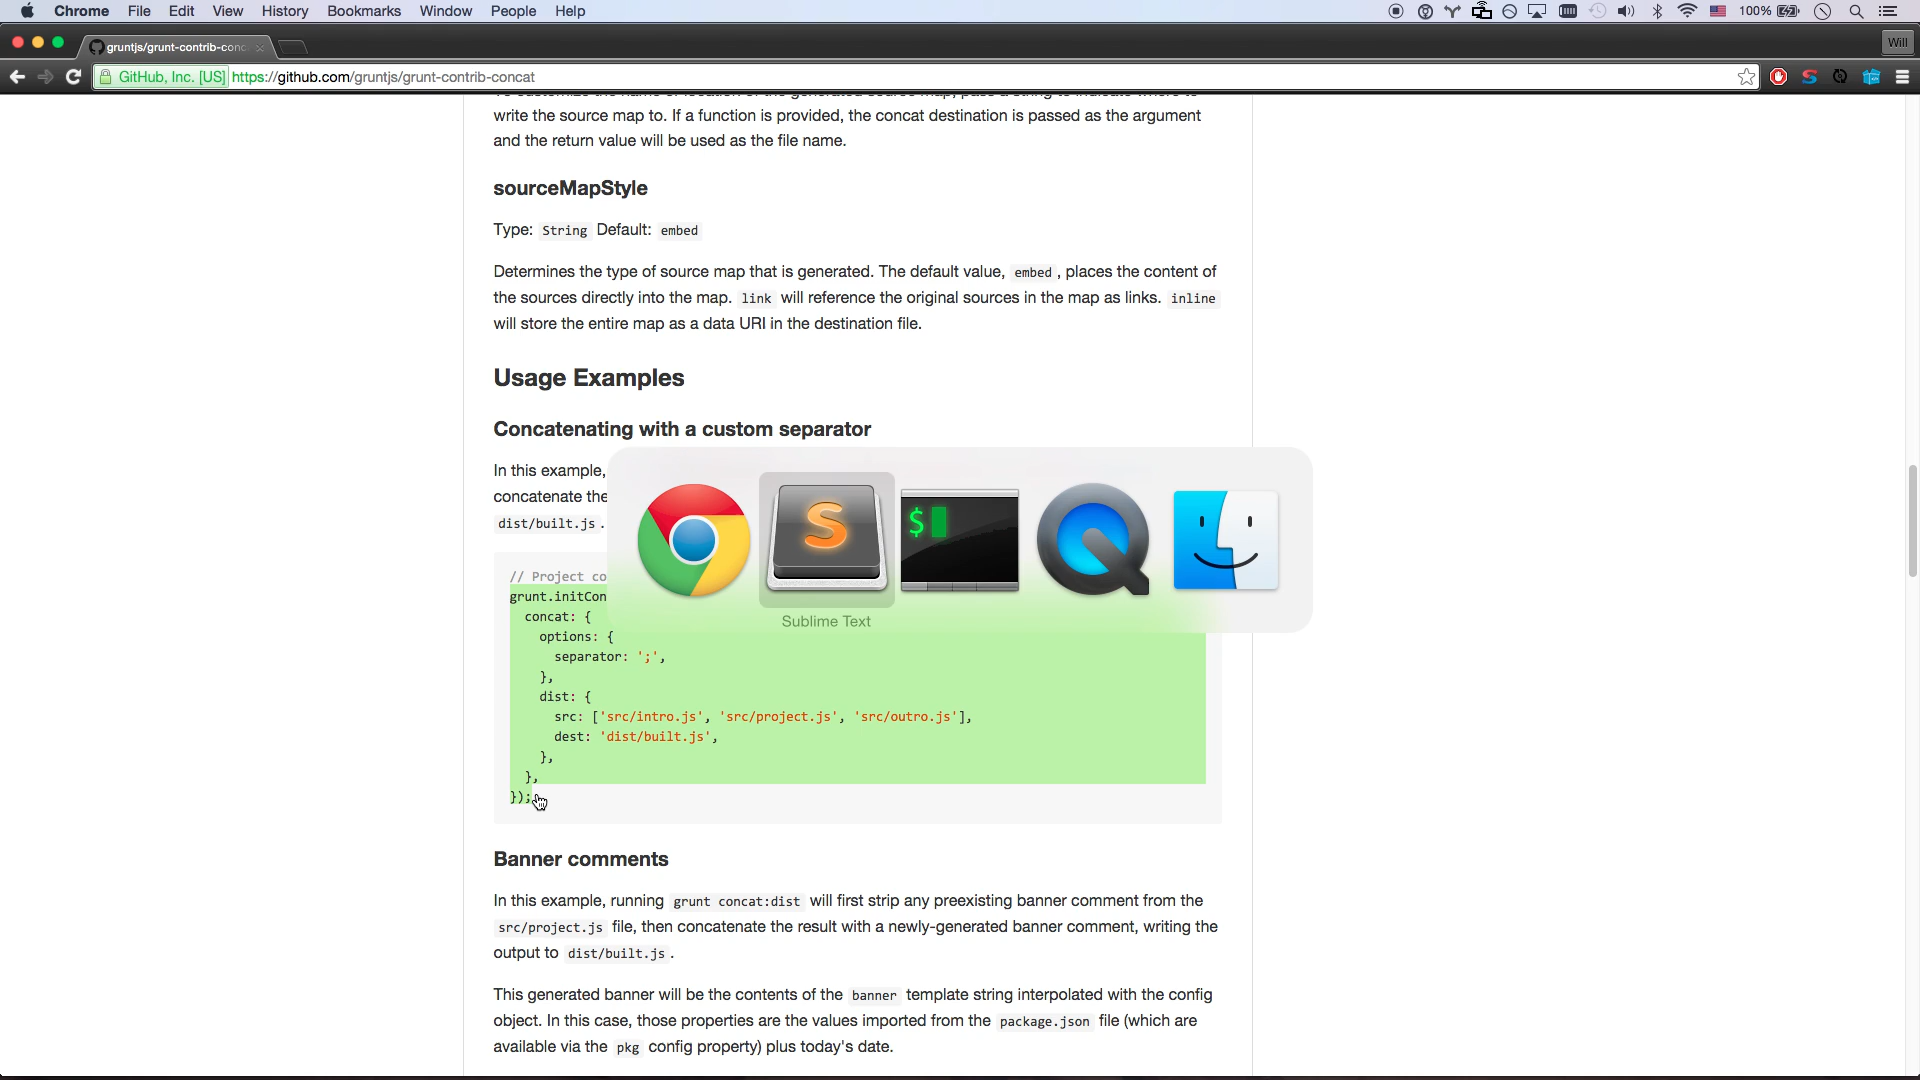 Chrome File Edit View History Bookmarks Window People Help 100%
gruntjs/grunt-contrib-conc Will
GitHub, Inc. [US] https://github.com/gruntjs/grunt-contrib-concat
write the source map to. If a function is provided, the concat destination is passed as the argument
and the return value will be used as the file name.
sourceMapStyle
Type: String Default: embed
Determines the type of source map that is generated. The default value, embed , places the content of
the sources directly into the map. link will reference the original sources in the map as links. inline
will store the entire map as a data URI in the destination file.
Usage Examples
Concatenating with a custom separator
In this example,
concatenate the
dist/built.js .
// Project co
grunt.initCon
concat: {
options: {
separator: ';',
},
dist: {
src: ['src/intro.js', 'src/project.js', 'src/outro.js'],
dest: 'dist/built.js',
},
},
});
$
Sublime Text
Banner comments
In this example, running grunt concat:dist will first strip any preexisting banner comment from the
src/project.js file, then concatenate the result with a newly-generated banner comment, writing the
output to dist/built.js .
This generated banner will be the contents of the banner template string interpolated with the config
object. In this case, those properties are the values imported from the package.json file (which are
available via the pkg config property) plus today's date.